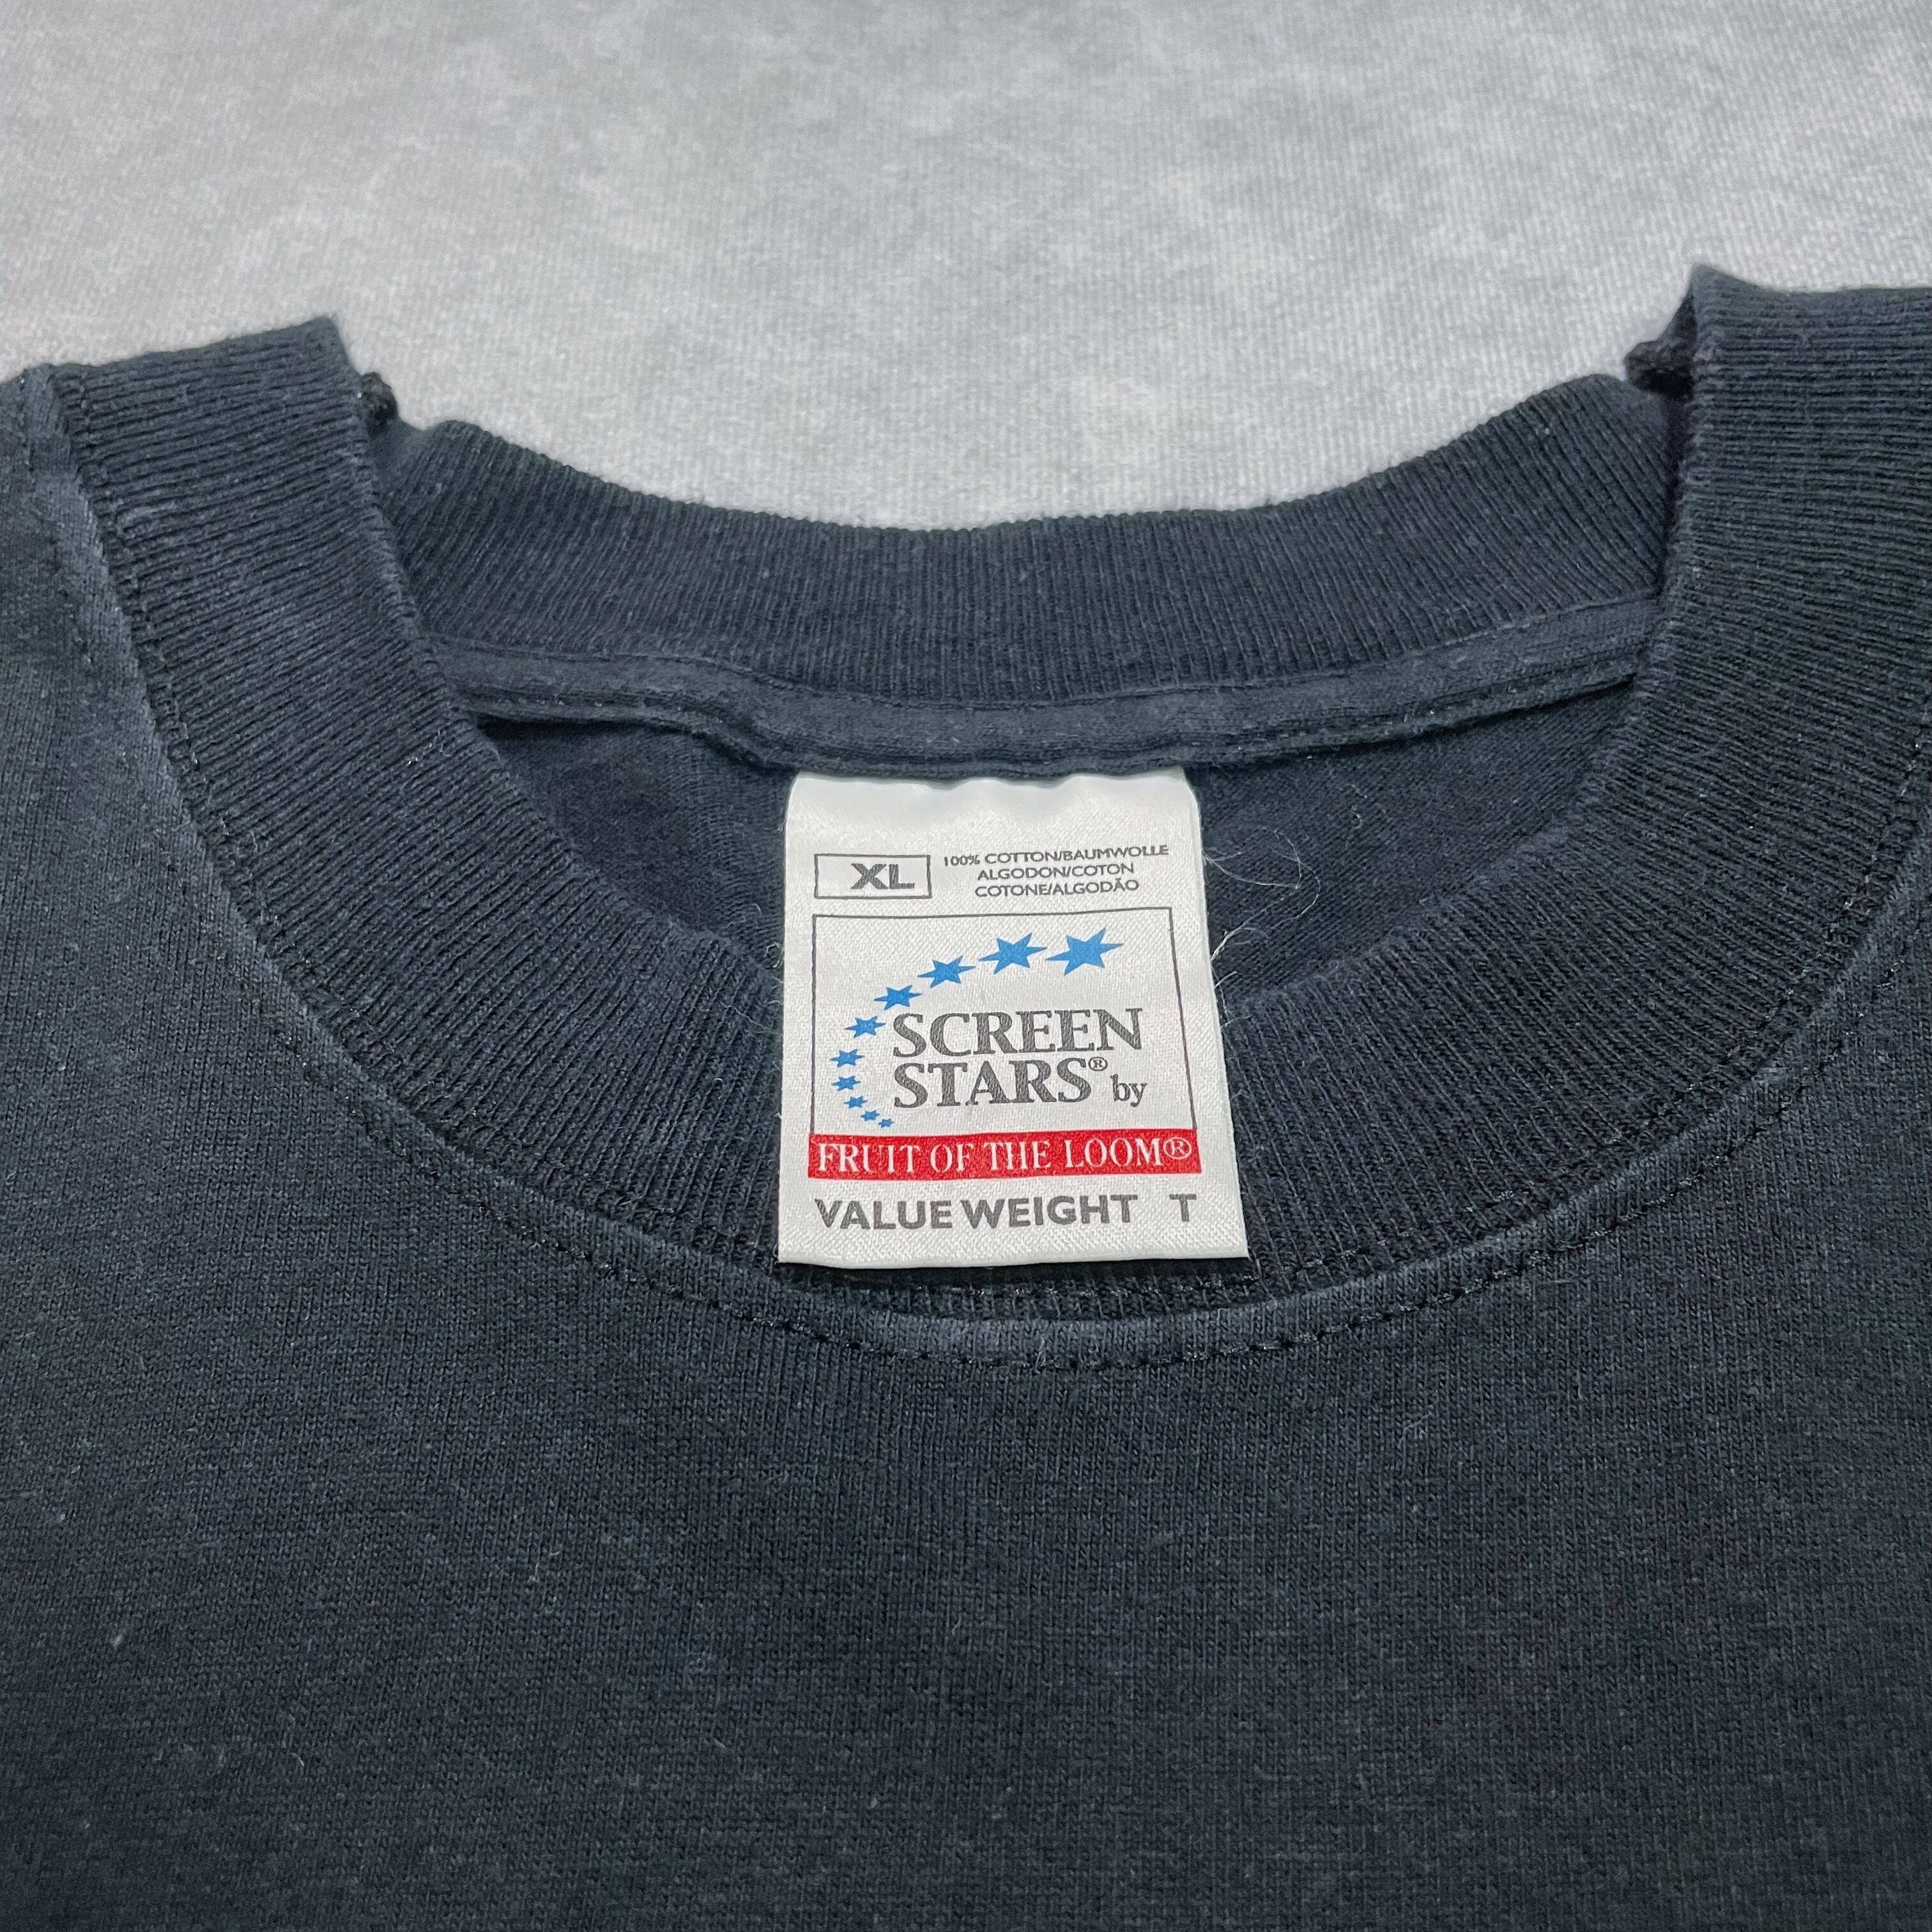 XL
100% COTTON/BAUMWOLLE
ALGODON/COTON
COTONE/ALGODÃO
SCREEN
STARS® by
FRUIT OF THE LOOM®
VALUE WEIGHT T